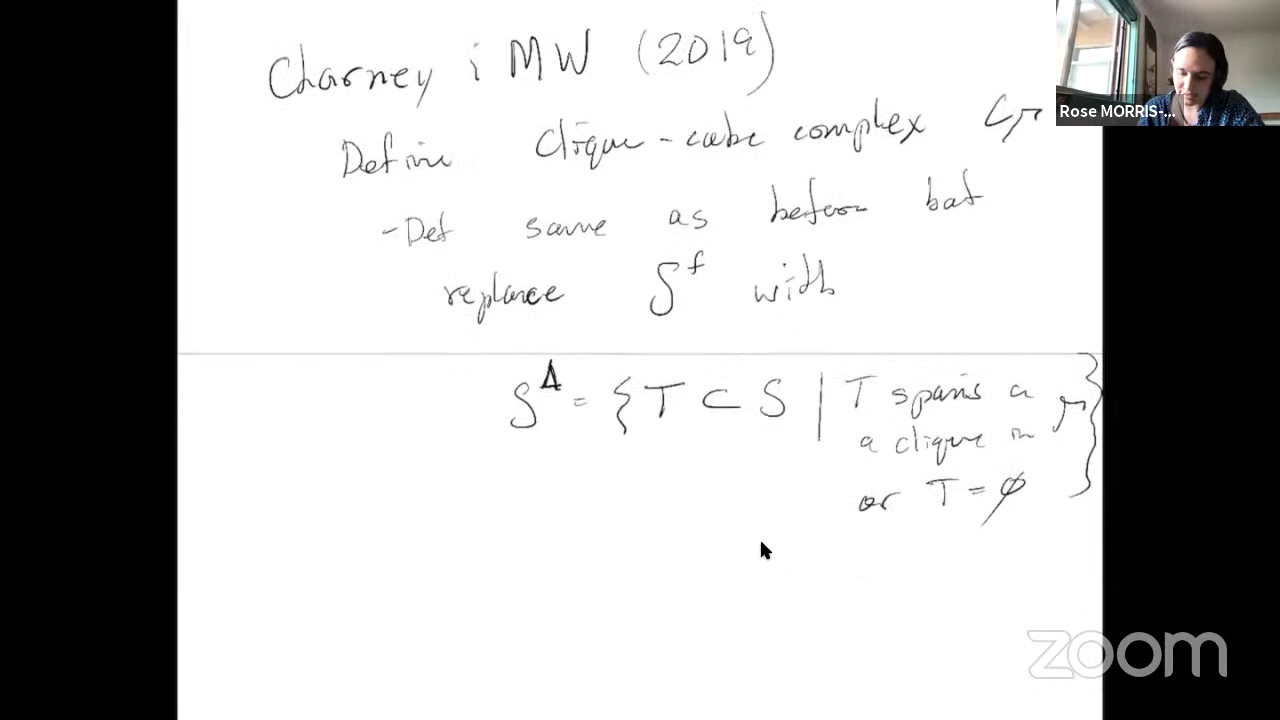 Charney & MW (2019)
Define clique-cube complex C_Γ
Rose MORRIS-...
- Def same as before but
replace S^f with
S^Δ = { T ⊂ S | T spans a
a clique in Γ }
or T = ∅
zoom